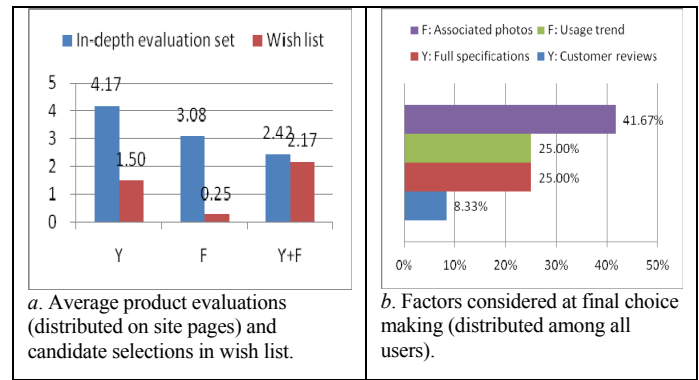 In-depth evaluation set Wish list
5
4
3
2
1
0
4.17
1.50
3.08
0.25
2.42
2.17
Y F Y+F
a. Average product evaluations
(distributed on site pages) and
candidate selections in wish list.
F: Associated photos F: Usage trend
Y: Full specifications Y: Customer reviews
41.67%
25.00%
25.00%
8.33%
0% 10% 20% 30% 40% 50%
b. Factors considered at final choice
making (distributed among all
users).